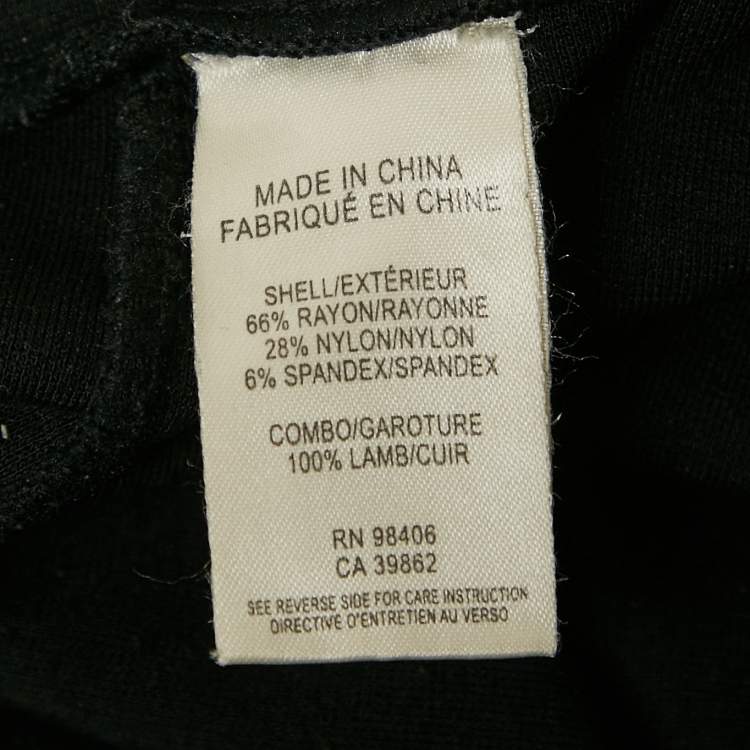 MADE IN CHINA
FABRIQUÉ EN CHINE
SHELL/EXTÉRIEUR
66% RAYON/RAYONNE
28% NYLON/NYLON
6% SPANDEX/SPANDEX
COMBO/GAROTURE
100% LAMB/CUIR
RN 98406
CA 39862
SEE REVERSE SIDE FOR CARE INSTRUCTION
DIRECTIVE O'ENTRETIEN AU VERSO